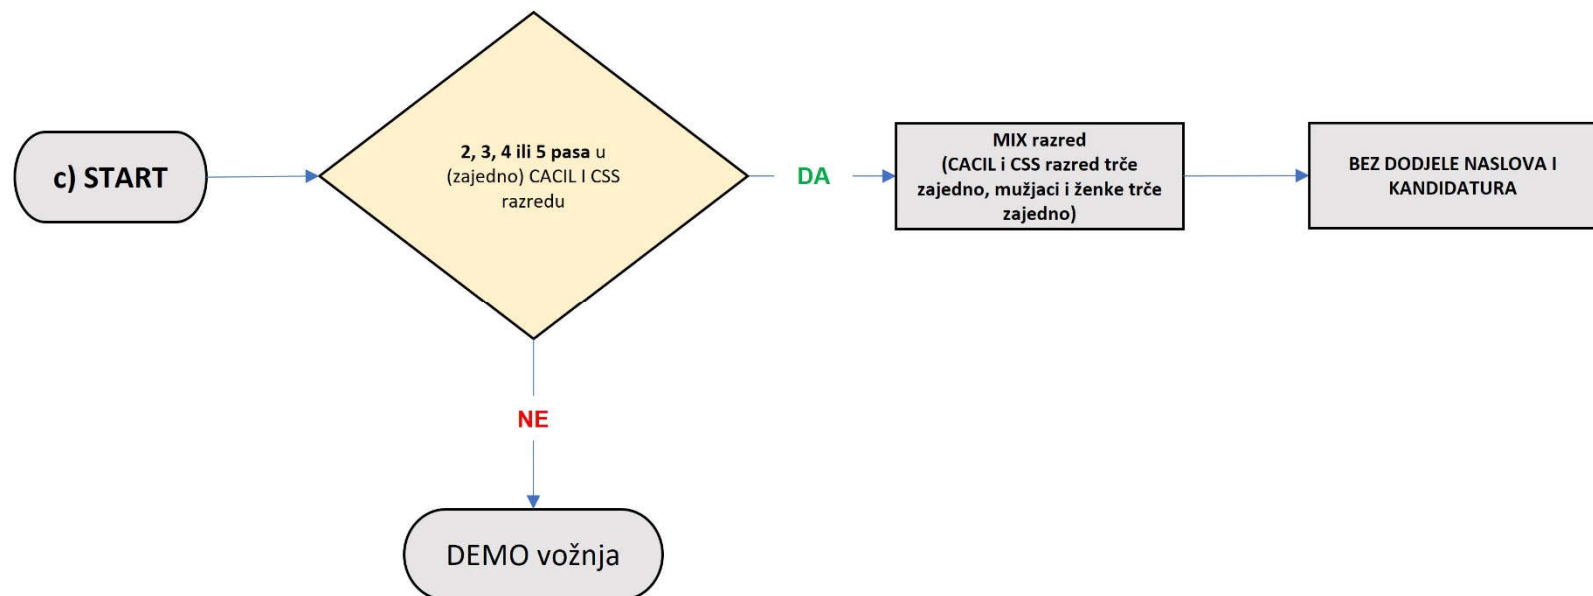 c) START
2, 3, 4 ili 5 pasa u
(zajedno) CACIL I CSS
razredu
DA
MIX razred
(CACIL i CSS razred trče
zajedno, mužjaci i ženke trče
zajedno)
BEZ DODJELE NASLOVA I
KANDIDATURA
NE
DEMO vožnja